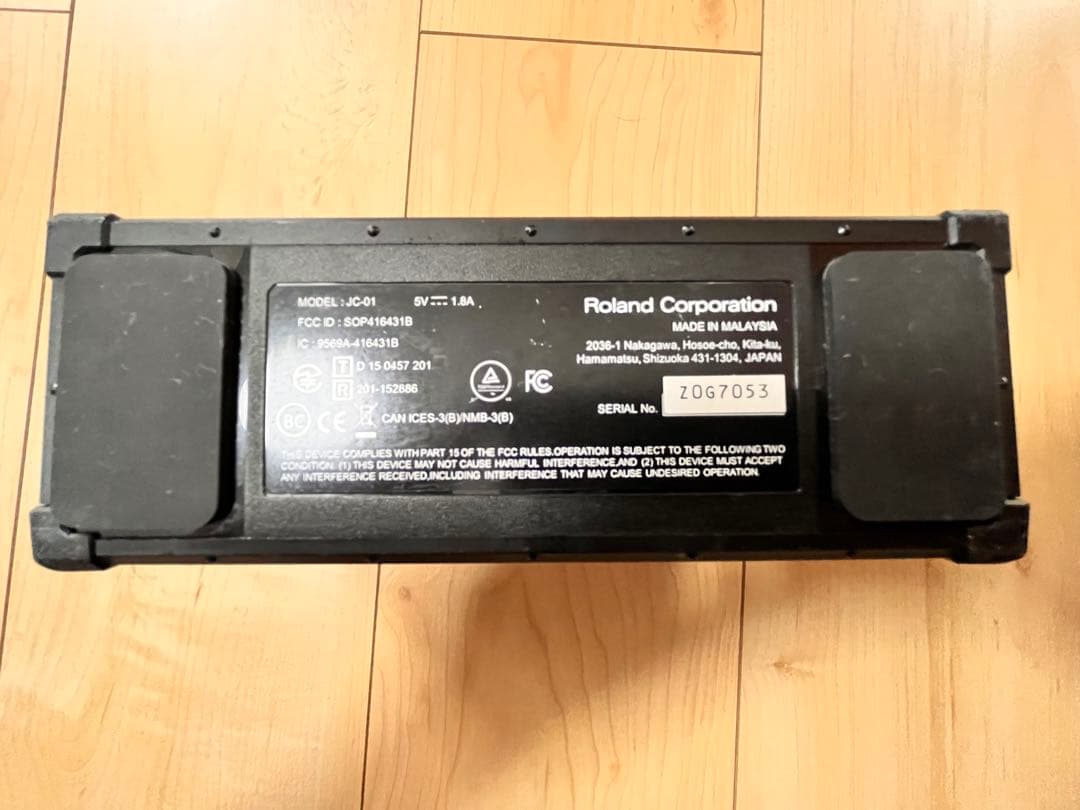 MODEL : JC-01 5V 1.8A
FCC ID : SOP416431B
IC : 9569A-416431B
T D 15 0457 201
R 201-152886
BC CE CAN ICES-3(B)/NMB-3(B)
FC
Roland Corporation
MADE IN MALAYSIA
2036-1 Nakagawa, Hosoe-cho, Kita-ku,
Hamamatsu, Shizuoka 431-1304, JAPAN
SERIAL No. Z0G7053
THIS DEVICE COMPLIES WITH PART 15 OF THE FCC RULES.OPERATION IS SUBJECT TO THE FOLLOWING TWO
CONDITION: (1) THIS DEVICE MAY NOT CAUSE HARMFUL INTERFERENCE,AND (2) THIS DEVICE MUST ACCEPT
ANY INTERFERENCE RECEIVED,INCLUDING INTERFERENCE THAT MAY CAUSE UNDESIRED OPERATION.